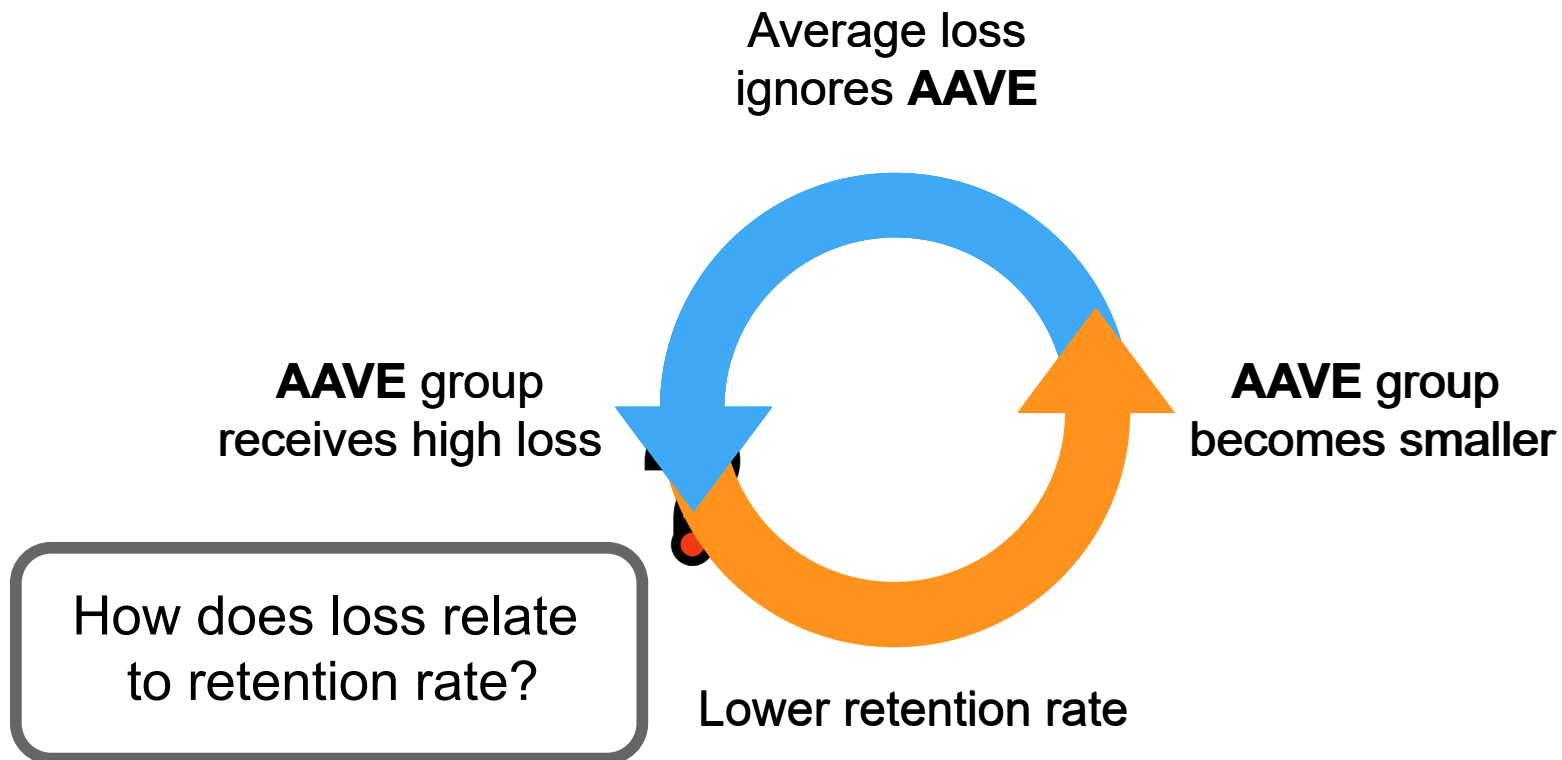 Average loss
ignores AAVE
AAVE group
receives high loss
AAVE group
becomes smaller
How does loss relate
to retention rate?
Lower retention rate